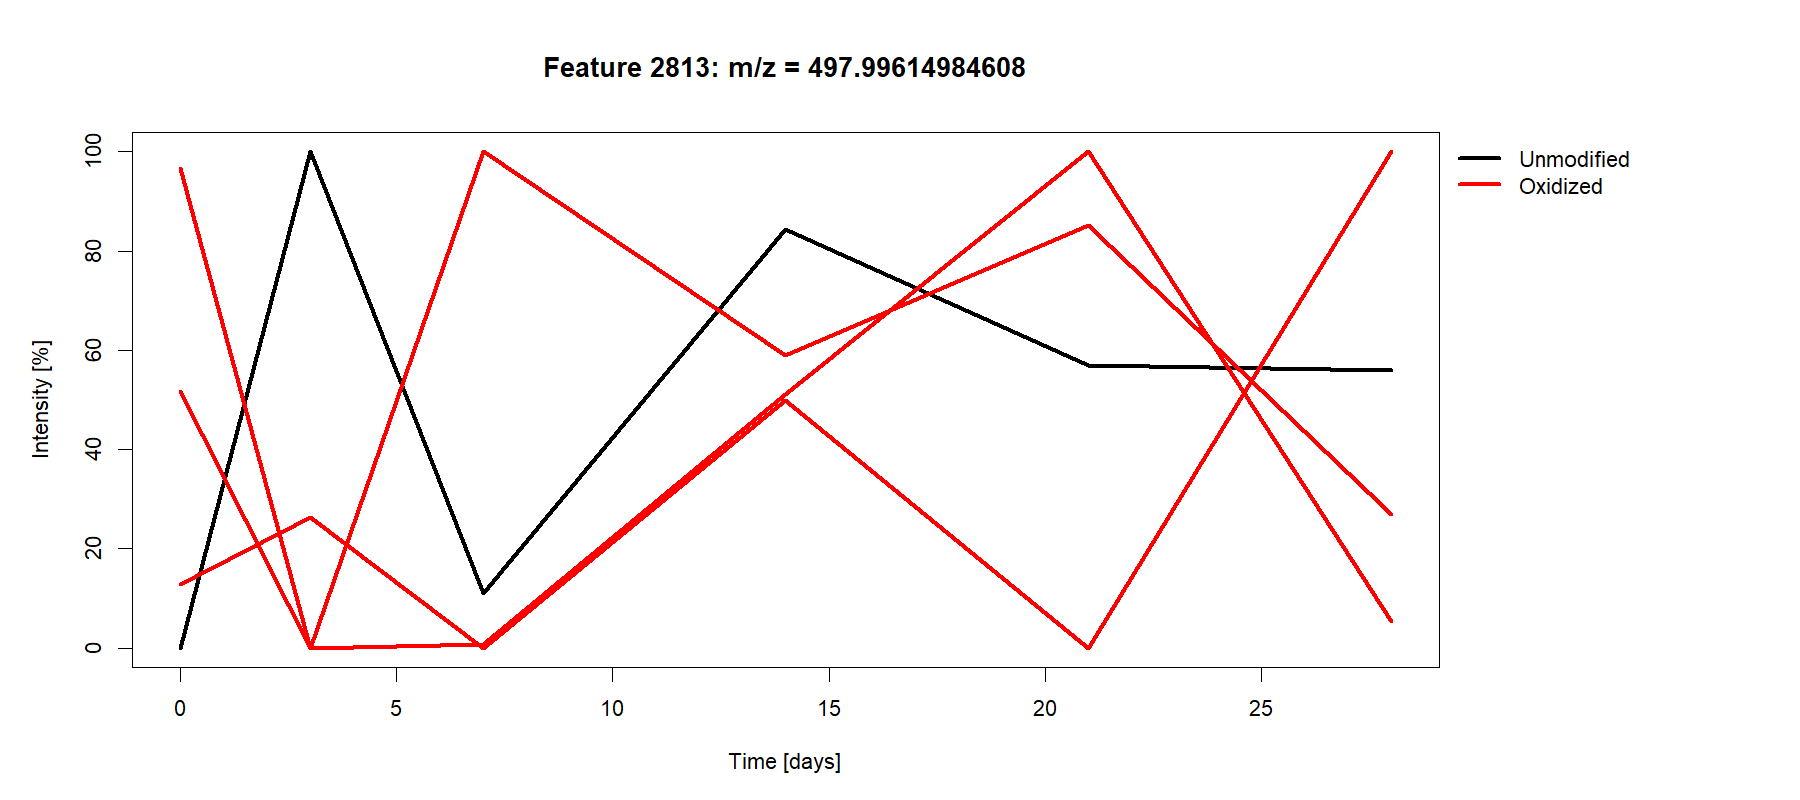 Feature 2813: m/z = 497.99614984608
Unmodified
Oxidized
Intensity [%]
100
80
60
40
20
0
0 5 10 15 20 25
Time [days]